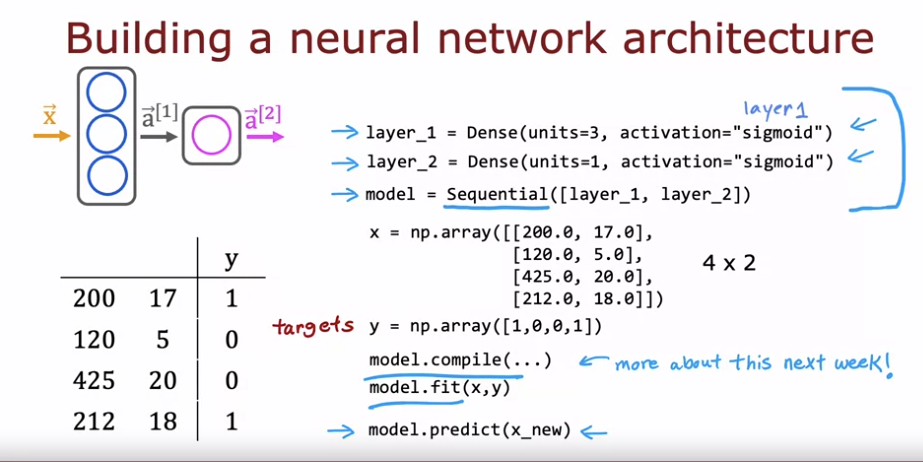 Building a neural network architecture
x⃗
a⃗[1]
a⃗[2]
layer 1
layer_1 = Dense(units=3, activation="sigmoid")
layer_2 = Dense(units=1, activation="sigmoid")
model = Sequential([layer_1, layer_2])
x = np.array([[200.0, 17.0],
[120.0, 5.0],
[425.0, 20.0],
[212.0, 18.0]])
4 x 2
y
200 17 1
120 5 0
425 20 0
212 18 1
targets y = np.array([1,0,0,1])
model.compile(...) more about this next week!
model.fit(x,y)
model.predict(x_new)